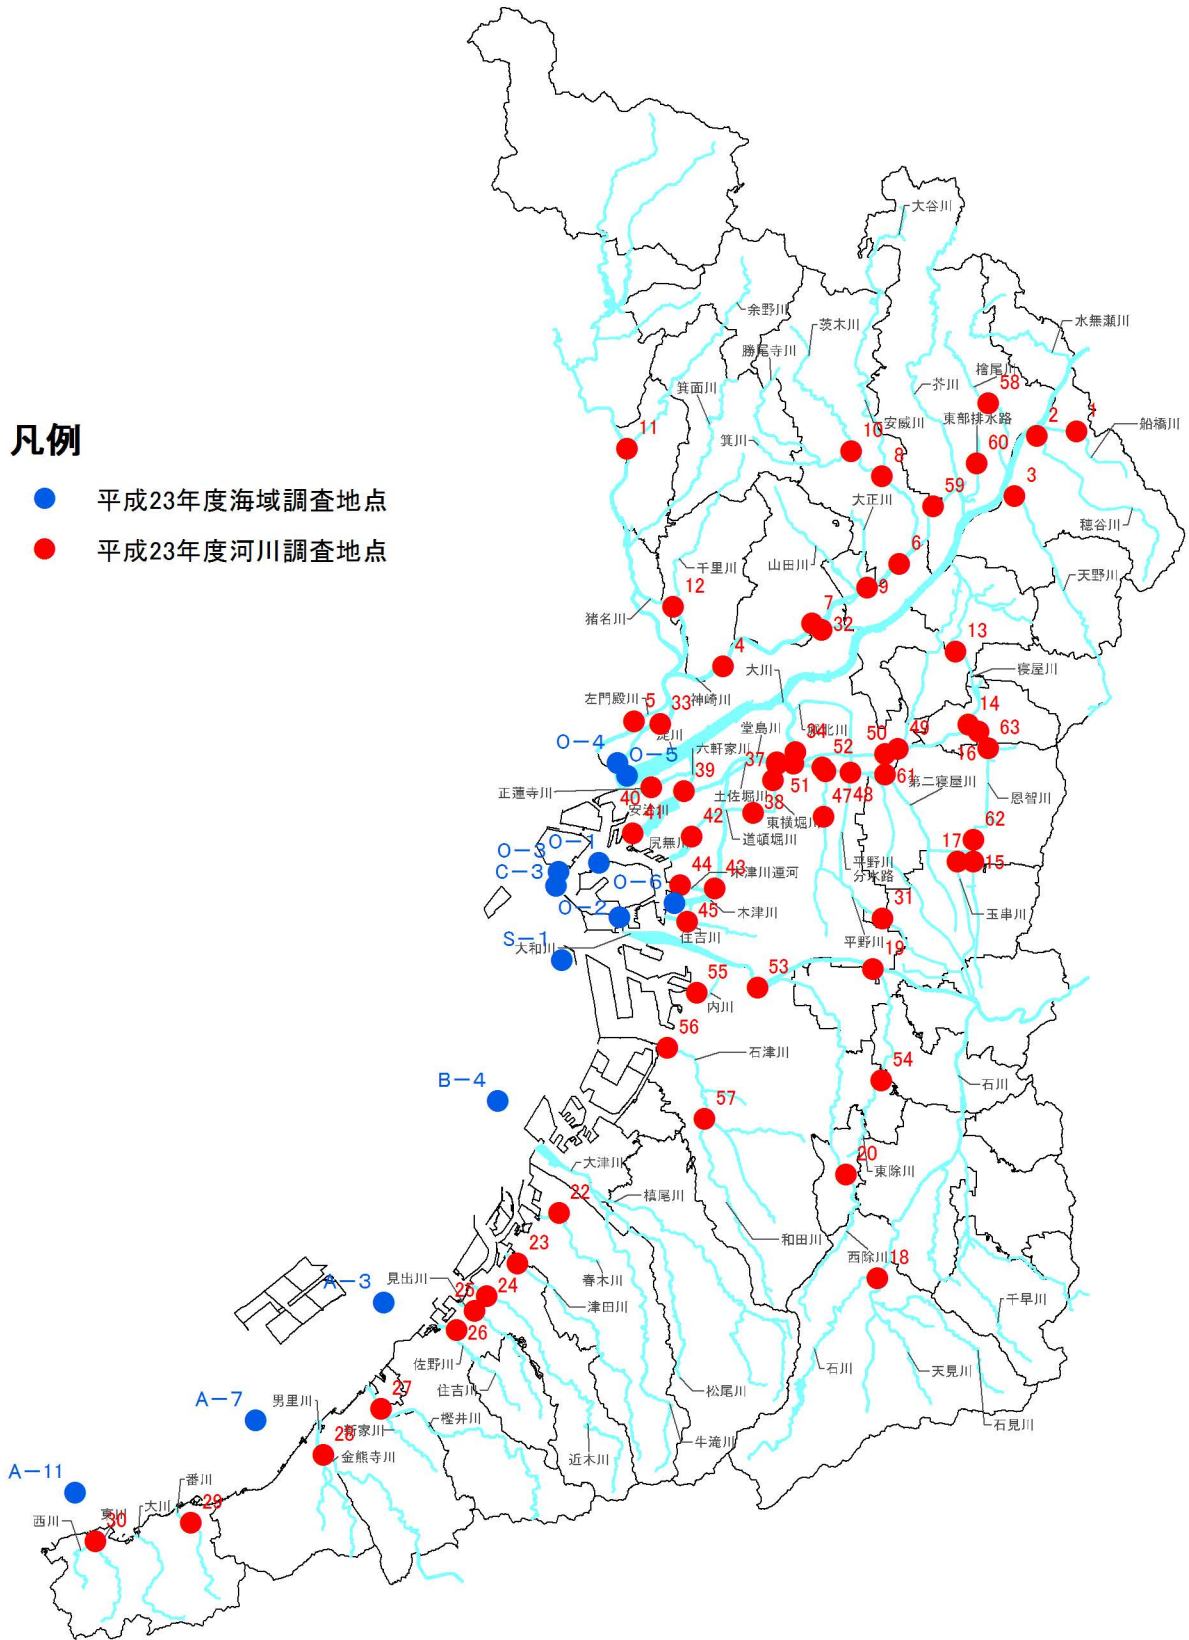 大谷川
余野川
茨木川
水無瀬川
勝尾寺川
檜尾川
箕面川
芥川
58
安威川
東部排水路
2
1
船橋川
凡例
11
箕川
10
8
60
3
平成23年度海域調査地点
大正川
59
穂谷川
平成23年度河川調査地点
6
千里川
山田川
天野川
12
9
猪名川
7
32
13
4
大川
寝屋川
神崎川
左門殿川
5
33
14
堂島川
34
50
49
63
O-4
淀川
六軒家川
52
16
O-5
37
39
51
61
第二寝屋川
正蓮寺川
40
土佐堀川
47
48
恩智川
安治川
41
42
38
東横堀川
O-1
尻無川
道頓堀川
62
O-3
17
C-3
平野川
分水路
15
O-6
44
43
木津川運河
O-2
45
木津川
31
玉串川
S-1
大和川
住吉川
平野川
19
55
53
内川
56
石津川
54
石川
B-4
57
大津川
20
東除川
22
槙尾川
和田川
23
西除川
18
A-3
見出川
25
24
春木川
津田川
千早川
26
佐野川
住吉川
石川
天見川
A-7
男里川
27
松尾川
新家川
樫井川
石見川
28
金熊寺川
近木川
牛滝川
A-11
番川
西川
東川
大川
29
30